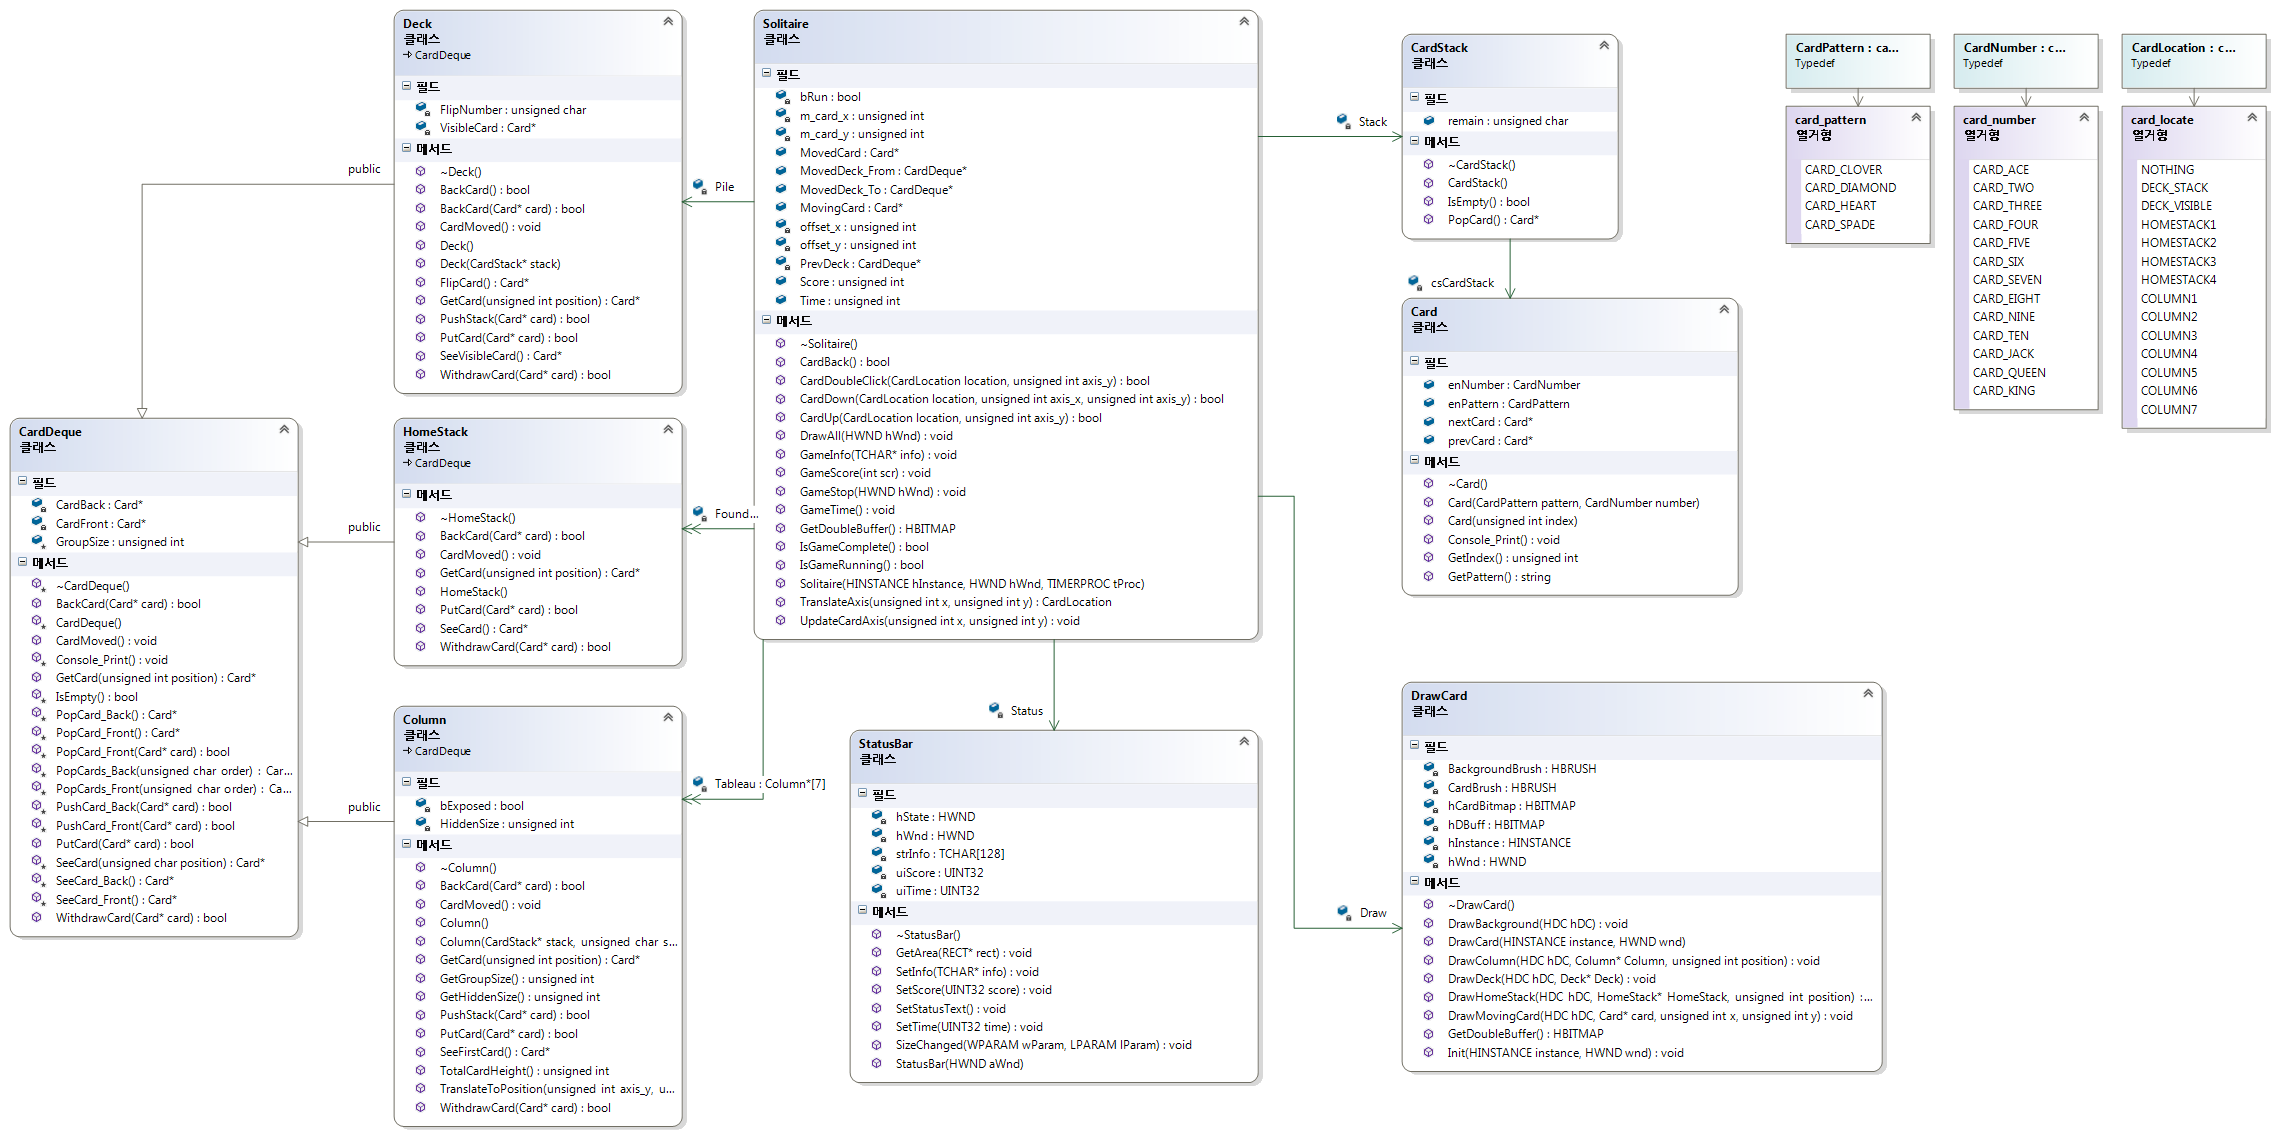 Deck
클래스
CardDeque
필드
FlipNumber : unsigned char
VisibleCard : Card*
메서드
~Deck()
BackCard() : bool
BackCard(Card* card) : bool
CardMoved() : void
Deck()
Deck(CardStack* stack)
FlipCard() : Card*
GetCard(unsigned int position) : Card*
PushStack(Card* card) : bool
PutCard(Card* card) : bool
SeeVisibleCard() : Card*
WithdrawCard(Card* card) : bool
public
Pile
Solitaire
클래스
필드
bRun : bool
m_card_x : unsigned int
m_card_y : unsigned int
MovedCard : Card*
MovedDeck_From : CardDeque*
MovedDeck_To : CardDeque*
MovingCard : Card*
offset_x : unsigned int
offset_y : unsigned int
PrevDeck : CardDeque*
Score : unsigned int
Time : unsigned int
메서드
~Solitaire()
CardBack() : bool
CardDoubleClick(CardLocation location, unsigned int axis_y) : bool
CardDown(CardLocation location, unsigned int axis_x, unsigned int axis_y) : bool
CardUp(CardLocation location, unsigned int axis_y) : bool
DrawAll(HWND hWnd) : void
GameInfo(TCHAR* info) : void
GameScore(int scr) : void
GameStop(HWND hWnd) : void
GameTime() : void
GetDoubleBuffer() : HBITMAP
IsGameComplete() : bool
IsGameRunning() : bool
Solitaire(HINSTANCE hInstance, HWND hWnd, TIMERPROC tProc)
TranslateAxis(unsigned int x, unsigned int y) : CardLocation
UpdateCardAxis(unsigned int x, unsigned int y) : void
Stack
CardStack
클래스
필드
remain : unsigned char
메서드
~CardStack()
CardStack()
IsEmpty() : bool
PopCard() : Card*
csCardStack
Card
클래스
필드
enNumber : CardNumber
enPattern : CardPattern
nextCard : Card*
prevCard : Card*
메서드
~Card()
Card(CardPattern pattern, CardNumber number)
Card(unsigned int index)
Console_Print() : void
GetIndex() : unsigned int
GetPattern() : string
CardPattern : ca...
Typedef
card_pattern
열거형
CARD_CLOVER
CARD_DIAMOND
CARD_HEART
CARD_SPADE
CardNumber : c...
Typedef
card_number
열거형
CARD_ACE
CARD_TWO
CARD_THREE
CARD_FOUR
CARD_FIVE
CARD_SIX
CARD_SEVEN
CARD_EIGHT
CARD_NINE
CARD_TEN
CARD_JACK
CARD_QUEEN
CARD_KING
CardLocation : c...
Typedef
card_locate
열거형
NOTHING
DECK_STACK
DECK_VISIBLE
HOMESTACK1
HOMESTACK2
HOMESTACK3
HOMESTACK4
COLUMN1
COLUMN2
COLUMN3
COLUMN4
COLUMN5
COLUMN6
COLUMN7
CardDeque
클래스
필드
CardBack : Card*
CardFront : Card*
GroupSize : unsigned int
메서드
~CardDeque()
BackCard(Card* card) : bool
CardDeque()
CardMoved() : void
Console_Print() : void
GetCard(unsigned int position) : Card*
IsEmpty() : bool
PopCard_Back() : Card*
PopCard_Front() : Card*
PopCard_Front(Card* card) : bool
PopCards_Back(unsigned char order) : Car...
PopCards_Front(unsigned char order) : Ca...
PushCard_Back(Card* card) : bool
PushCard_Front(Card* card) : bool
PutCard(Card* card) : bool
SeeCard(unsigned char position) : Card*
SeeCard_Back() : Card*
SeeCard_Front() : Card*
WithdrawCard(Card* card) : bool
public
HomeStack
클래스
CardDeque
메서드
~HomeStack()
BackCard(Card* card) : bool
CardMoved() : void
GetCard(unsigned int position) : Card*
HomeStack()
PutCard(Card* card) : bool
SeeCard() : Card*
WithdrawCard(Card* card) : bool
Found...
public
Column
클래스
CardDeque
필드
bExposed : bool
HiddenSize : unsigned int
메서드
~Column()
BackCard(Card* card) : bool
CardMoved() : void
Column()
Column(CardStack* stack, unsigned char s...
GetCard(unsigned int position) : Card*
GetGroupSize() : unsigned int
GetHiddenSize() : unsigned int
PushStack(Card* card) : bool
PutCard(Card* card) : bool
SeeFirstCard() : Card*
TotalCardHeight() : unsigned int
TranslateToPosition(unsigned int axis_y, u...
WithdrawCard(Card* card) : bool
Tableau : Column*[7]
Status
StatusBar
클래스
필드
hState : HWND
hWnd : HWND
strInfo : TCHAR[128]
uiScore : UINT32
uiTime : UINT32
메서드
~StatusBar()
GetArea(RECT* rect) : void
SetInfo(TCHAR* info) : void
SetScore(UINT32 score) : void
SetStatusText() : void
SetTime(UINT32 time) : void
SizeChanged(WPARAM wParam, LPARAM lParam) : void
StatusBar(HWND aWnd)
Draw
DrawCard
클래스
필드
BackgroundBrush : HBRUSH
CardBrush : HBRUSH
hCardBitmap : HBITMAP
hDBuff : HBITMAP
hInstance : HINSTANCE
hWnd : HWND
메서드
~DrawCard()
DrawBackground(HDC hDC) : void
DrawCard(HINSTANCE instance, HWND wnd)
DrawColumn(HDC hDC, Column* Column, unsigned int position) : void
DrawDeck(HDC hDC, Deck* Deck) : void
DrawHomeStack(HDC hDC, HomeStack* HomeStack, unsigned int position) :...
DrawMovingCard(HDC hDC, Card* card, unsigned int x, unsigned int y) : void
GetDoubleBuffer() : HBITMAP
Init(HINSTANCE instance, HWND wnd) : void